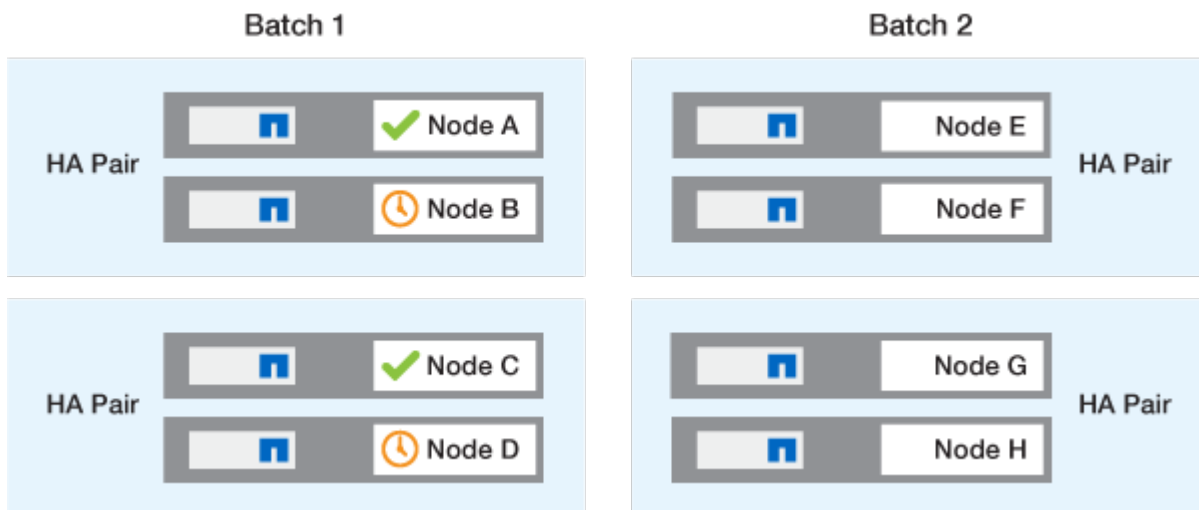 Batch 1
HA Pair
Node A
Node B
HA Pair
Node C
Node D
Batch 2
Node E
Node F
HA Pair
Node G
Node H
HA Pair